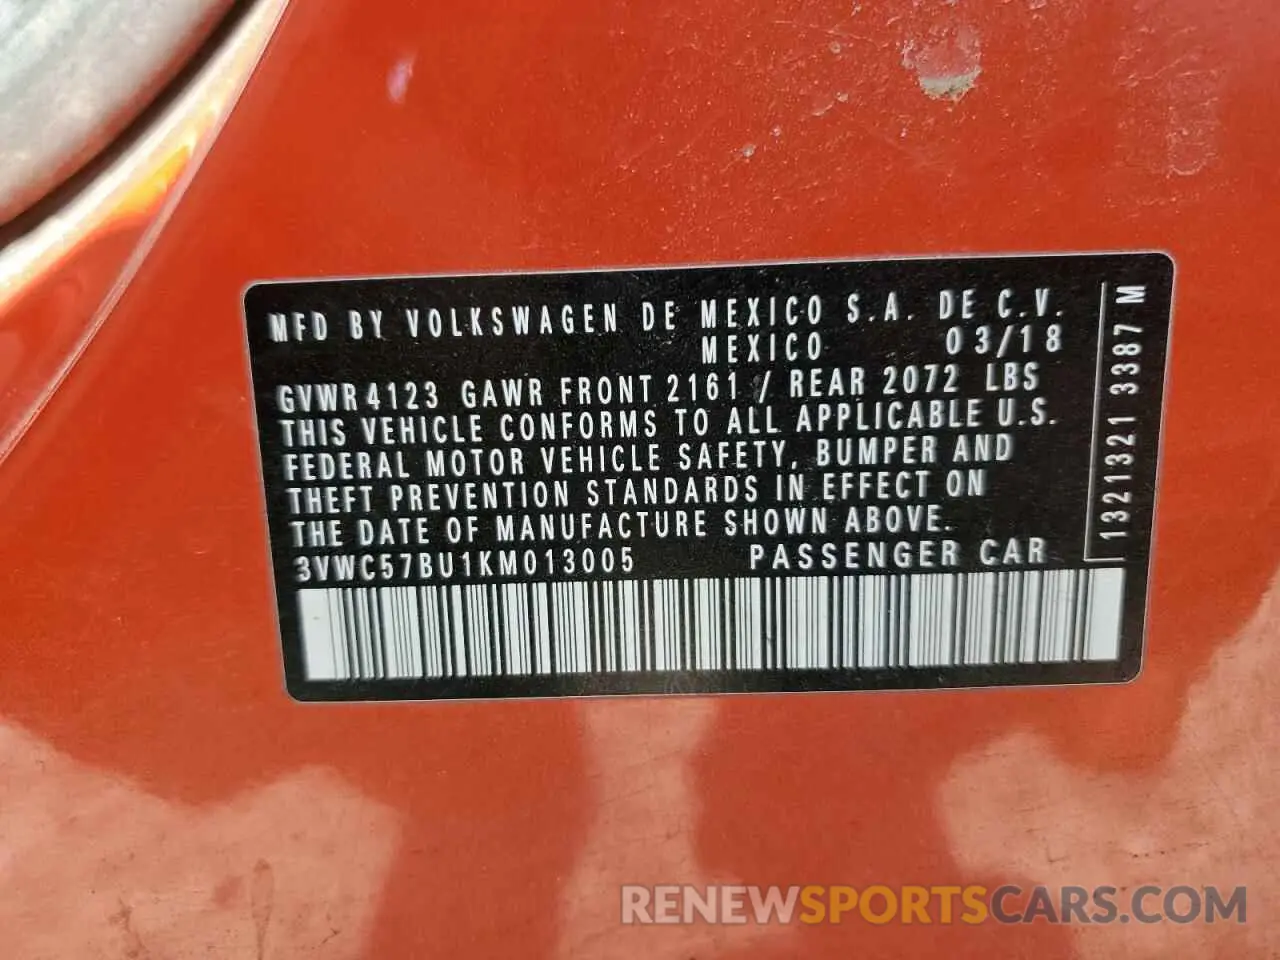 MFD BY VOLKSWAGEN DE MEXICO S.A. DE C.V.
MEXICO 03/18
GVWR 4123 GAWR FRONT 2161 / REAR 2072 LBS
THIS VEHICLE CONFORMS TO ALL APPLICABLE U.S.
FEDERAL MOTOR VEHICLE SAFETY, BUMPER AND
THEFT PREVENTION STANDARDS IN EFFECT ON
THE DATE OF MANUFACTURE SHOWN ABOVE.
3VWC57BU1KM013005 PASSENGER CAR
1321321 3387 M
RENEWSPORTSCARS.COM